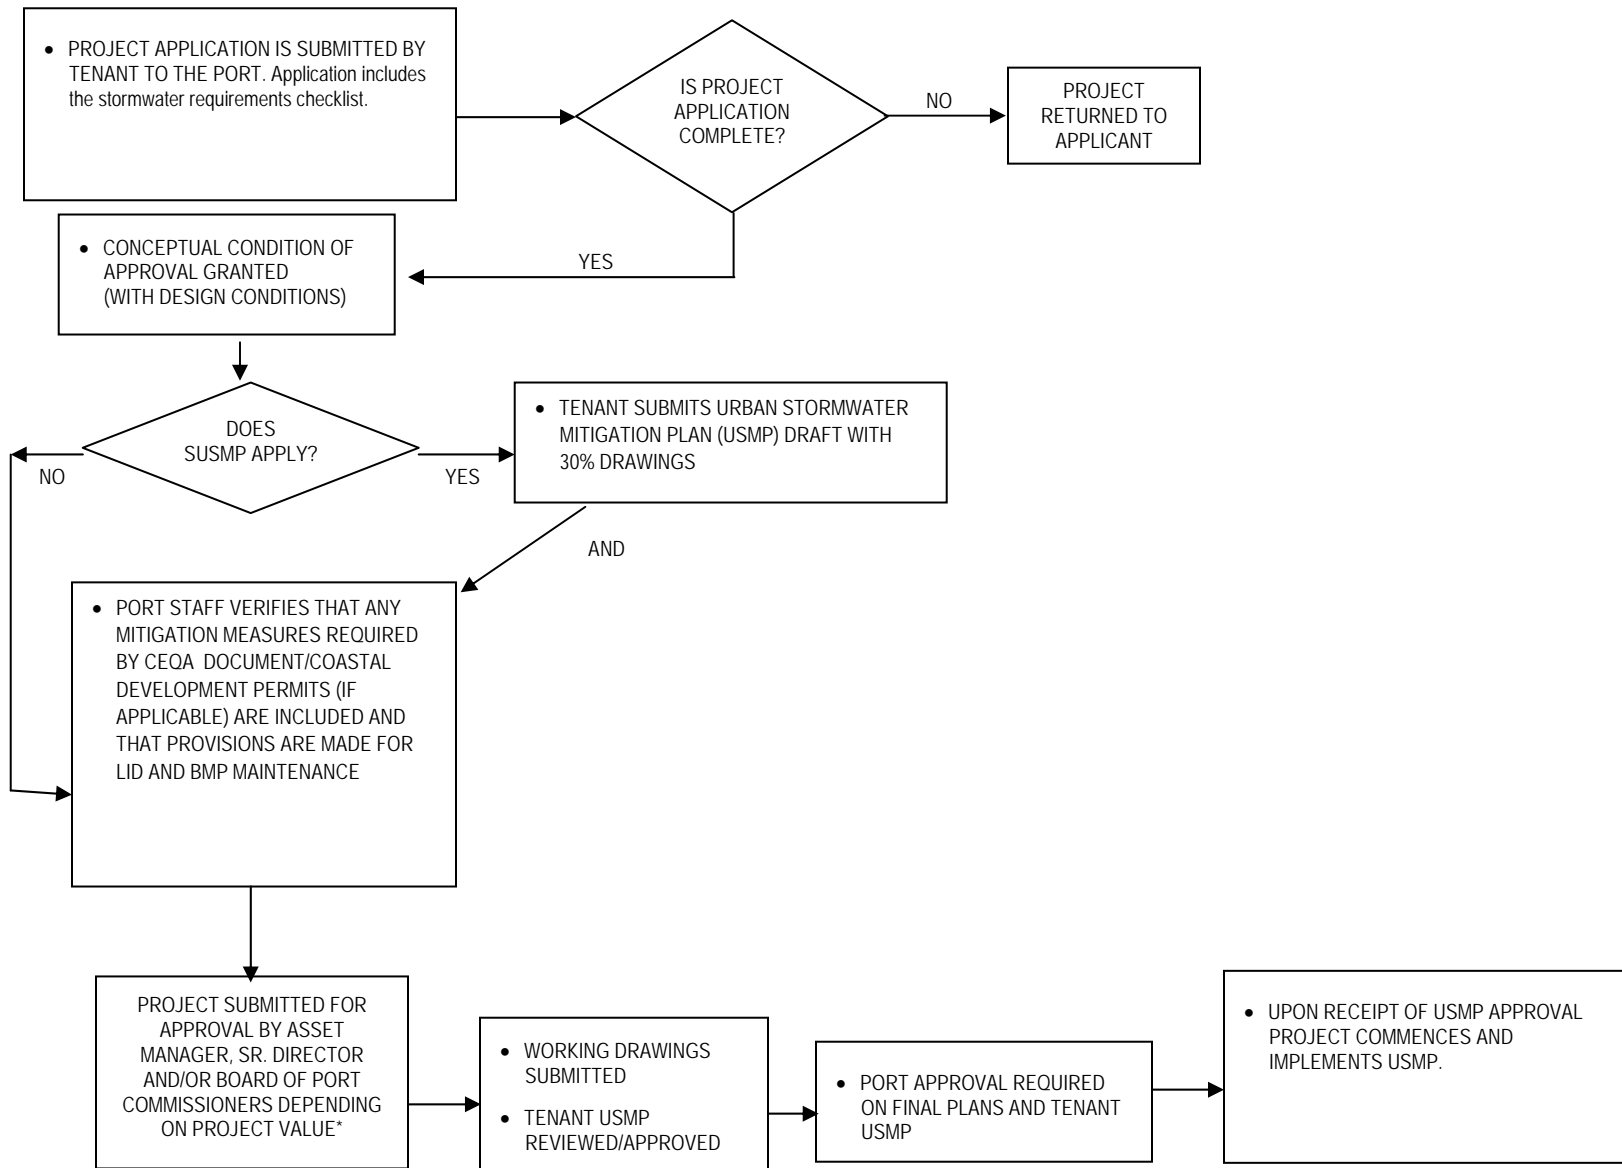 • PROJECT APPLICATION IS SUBMITTED BY
TENANT TO THE PORT. Application includes
the stormwater requirements checklist.
IS PROJECT
APPLICATION
COMPLETE?
NO
PROJECT
RETURNED TO
APPLICANT
YES
• CONCEPTUAL CONDITION OF
APPROVAL GRANTED
(WITH DESIGN CONDITIONS)
DOES
SUSMP APPLY?
NO
YES
• TENANT SUBMITS URBAN STORMWATER
MITIGATION PLAN (USMP) DRAFT WITH
30% DRAWINGS
AND
• PORT STAFF VERIFIES THAT ANY
MITIGATION MEASURES REQUIRED
BY CEQA DOCUMENT/COASTAL
DEVELOPMENT PERMITS (IF
APPLICABLE) ARE INCLUDED AND
THAT PROVISIONS ARE MADE FOR
LID AND BMP MAINTENANCE
PROJECT SUBMITTED FOR
APPROVAL BY ASSET
MANAGER, SR. DIRECTOR
AND/OR BOARD OF PORT
COMMISSIONERS DEPENDING
ON PROJECT VALUE*
• WORKING DRAWINGS
SUBMITTED
• TENANT USMP
REVIEWED/APPROVED
• PORT APPROVAL REQUIRED
ON FINAL PLANS AND TENANT
USMP
• UPON RECEIPT OF USMP APPROVAL
PROJECT COMMENCES AND
IMPLEMENTS USMP.